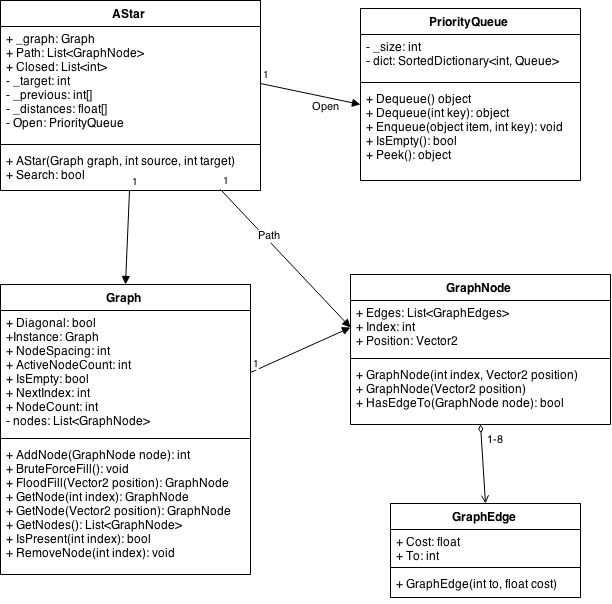 AStar
+ _graph: Graph
+ Path: List<GraphNode>
+ Closed: List<int>
- _target: int
- _previous: int[]
- _distances: float[]
- Open: PriorityQueue
+ AStar(Graph graph, int source, int target)
+ Search: bool
PriorityQueue
- _size: int
- dict: SortedDictionary<int, Queue>
+ Dequeue() object
+ Dequeue(int key): object
+ Enqueue(object item, int key): void
+ IsEmpty(): bool
+ Peek(): object
1
Open
1
1
Path
Graph
+ Diagonal: bool
+Instance: Graph
+ NodeSpacing: int
+ ActiveNodeCount: int
+ IsEmpty: bool
+ NextIndex: int
+ NodeCount: int
- nodes: List<GraphNode>
+ AddNode(GraphNode node): int
+ BruteForceFill(): void
+ FloodFill(Vector2 position): GraphNode
+ GetNode(int index): GraphNode
+ GetNode(Vector2 position): GraphNode
+ GetNodes(): List<GraphNode>
+ IsPresent(int index): bool
+ RemoveNode(int index): void
1
GraphNode
+ Edges: List<GraphEdges>
+ Index: int
+ Position: Vector2
+ GraphNode(int index, Vector2 position)
+ GraphNode(Vector2 position)
+ HasEdgeTo(GraphNode node): bool
1-8
GraphEdge
+ Cost: float
+ To: int
+ GraphEdge(int to, float cost)